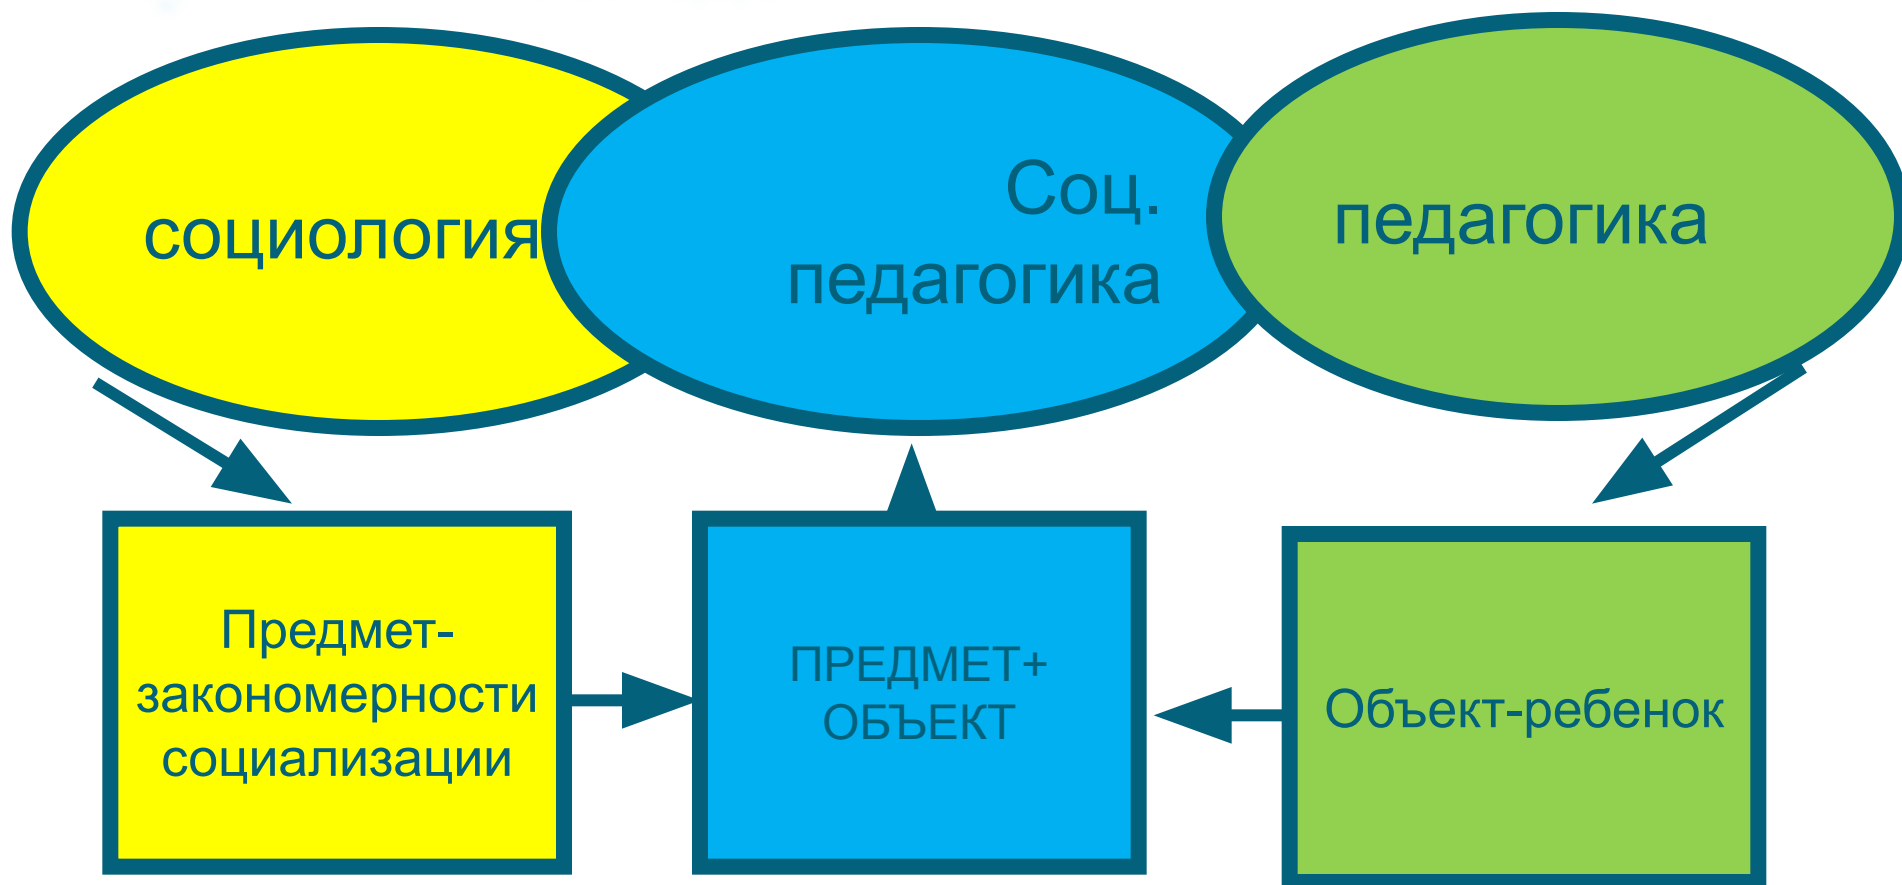 социология
Соц.
педагогика
педагогика
Предмет-
закономерности
социализации
ПРЕДМЕТ+
ОБЪЕКТ
Объект-ребенок